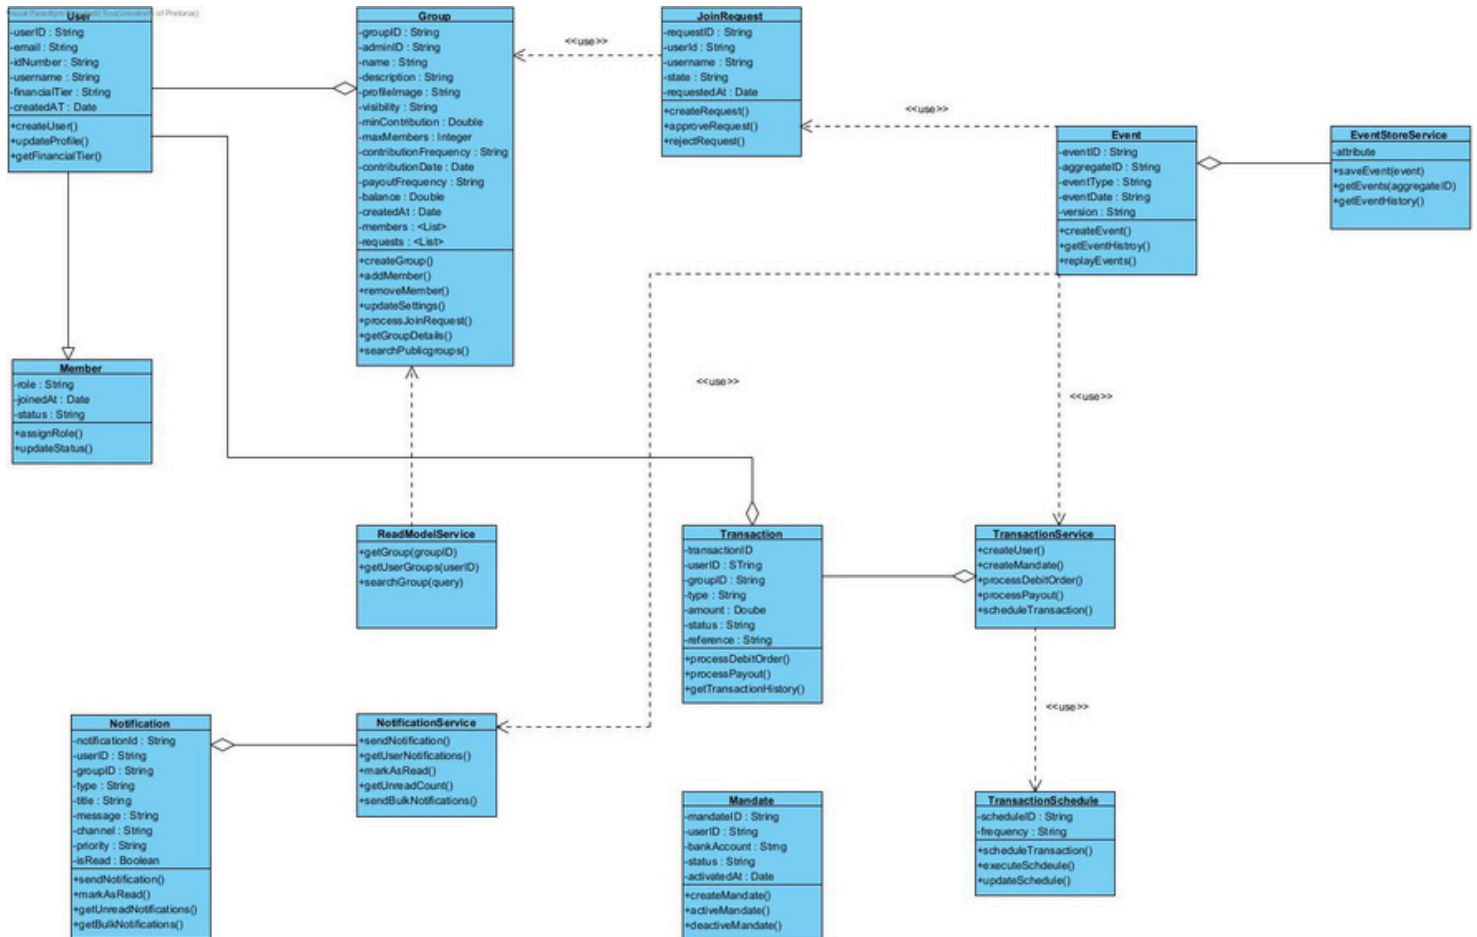 Visual Paradigm
of Pretoria)
User
-userID : String
-email : String
-idNumber : String
-username : String
-financialTier : String
-createdAT : Date
+createUser()
+updateProfile()
+getFinancialTier()
Group
-groupID : String
-adminID : String
-name : String
-description : String
-profileImage : String
-visibility : String
-minContribution : Double
-maxMembers : Integer
-contributionFrequency : String
-contributionDate : Date
-payoutFrequency : String
-balance : Double
-createdAt : Date
-members : <List>
-requests : <List>
+createGroup()
+addMember()
+removeMember()
+updateSettings()
+processJoinRequest()
+getGroupDetails()
+searchPublicgroups()
<<use>>
JoinRequest
-requestID : String
-userId : String
-username : String
-state : String
-requestedAt : Date
+createRequest()
+approveRequest()
+rejectRequest()
<<use>>
Event
-eventID : String
-aggregateID : String
-eventType : String
-eventDate : String
-version : String
+createEvent()
+getEventHistroy()
+replayEvents()
EventStoreService
-attribute
+saveEvent(event)
+getEvents(aggregateID)
+getEventHistory()
Member
-role : String
-joinedAt : Date
-status : String
+assignRole()
+updateStatus()
<<use>>
<<use>>
ReadModelService
+getGroup(groupID)
+getUserGroups(userID)
+searchGroup(query)
Transaction
-transactionID
-userID : STring
-groupID : String
-type : String
-amount : Doube
-status : String
-reference : String
+processDebitOrder()
+processPayout()
+getTransactionHistory()
TransactionService
+createUser()
+createMandate()
+processDebitOrder()
+processPayout()
+scheduleTransaction()
<<use>>
Notification
-notificationId : String
-userID : String
-groupID : String
-type : String
-title : String
-message : String
-channel : String
-priority : String
-isRead : Boolean
+sendNotification()
+markAsRead()
+getUnreadNotifications()
+getBulkNotifications()
NotificationService
+sendNotification()
+getUserNotifications()
+markAsRead()
+getUnreadCount()
+sendBulkNotifications()
Mandate
-mandateID : String
-userID : String
-bankAccount : Stmg
-status : String
-activatedAt : Date
+createMandate()
+activeMandate()
+deactiveMandate()
TransactionSchedule
-scheduleID : String
-frequency : String
+scheduleTransaction()
+executeSchdeule()
+updateSchedule()